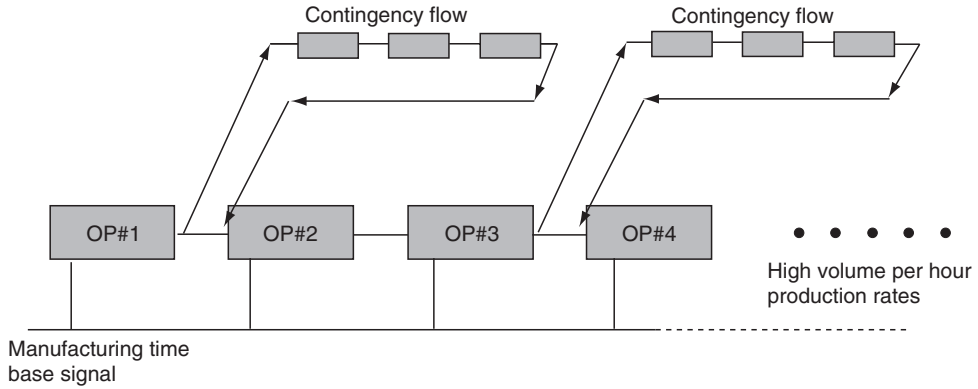 Contingency flow
Contingency flow
OP#1
OP#2
OP#3
OP#4
High volume per hour
production rates
Manufacturing time
base signal